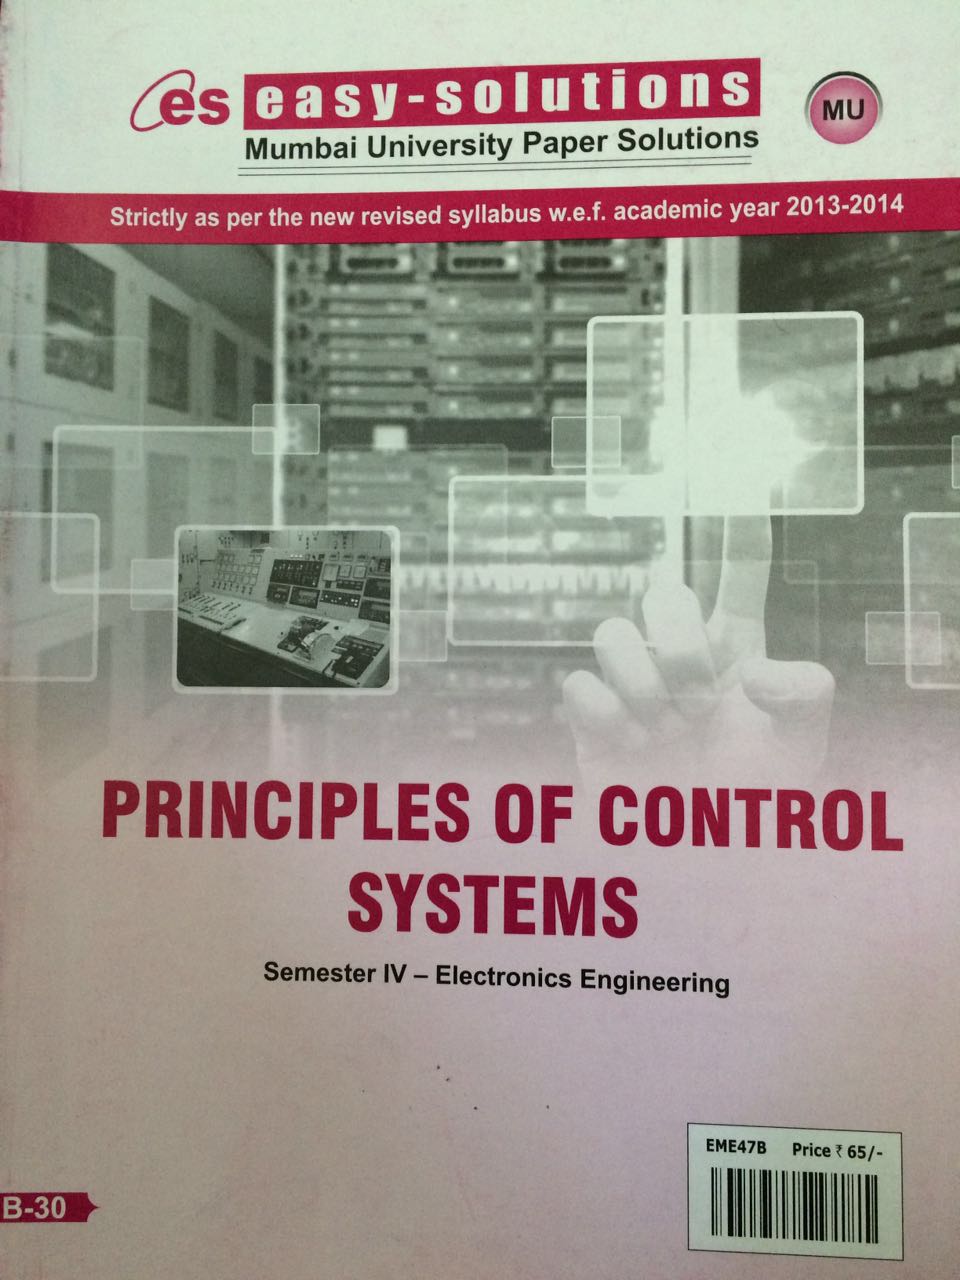 es easy-solutions
MU
Mumbai University Paper Solutions
Strictly as per the new revised syllabus w.e.f. academic year 2013-2014
PRINCIPLES OF CONTROL
SYSTEMS
Semester IV – Electronics Engineering
EME47B Price ₹ 65/-
B-30